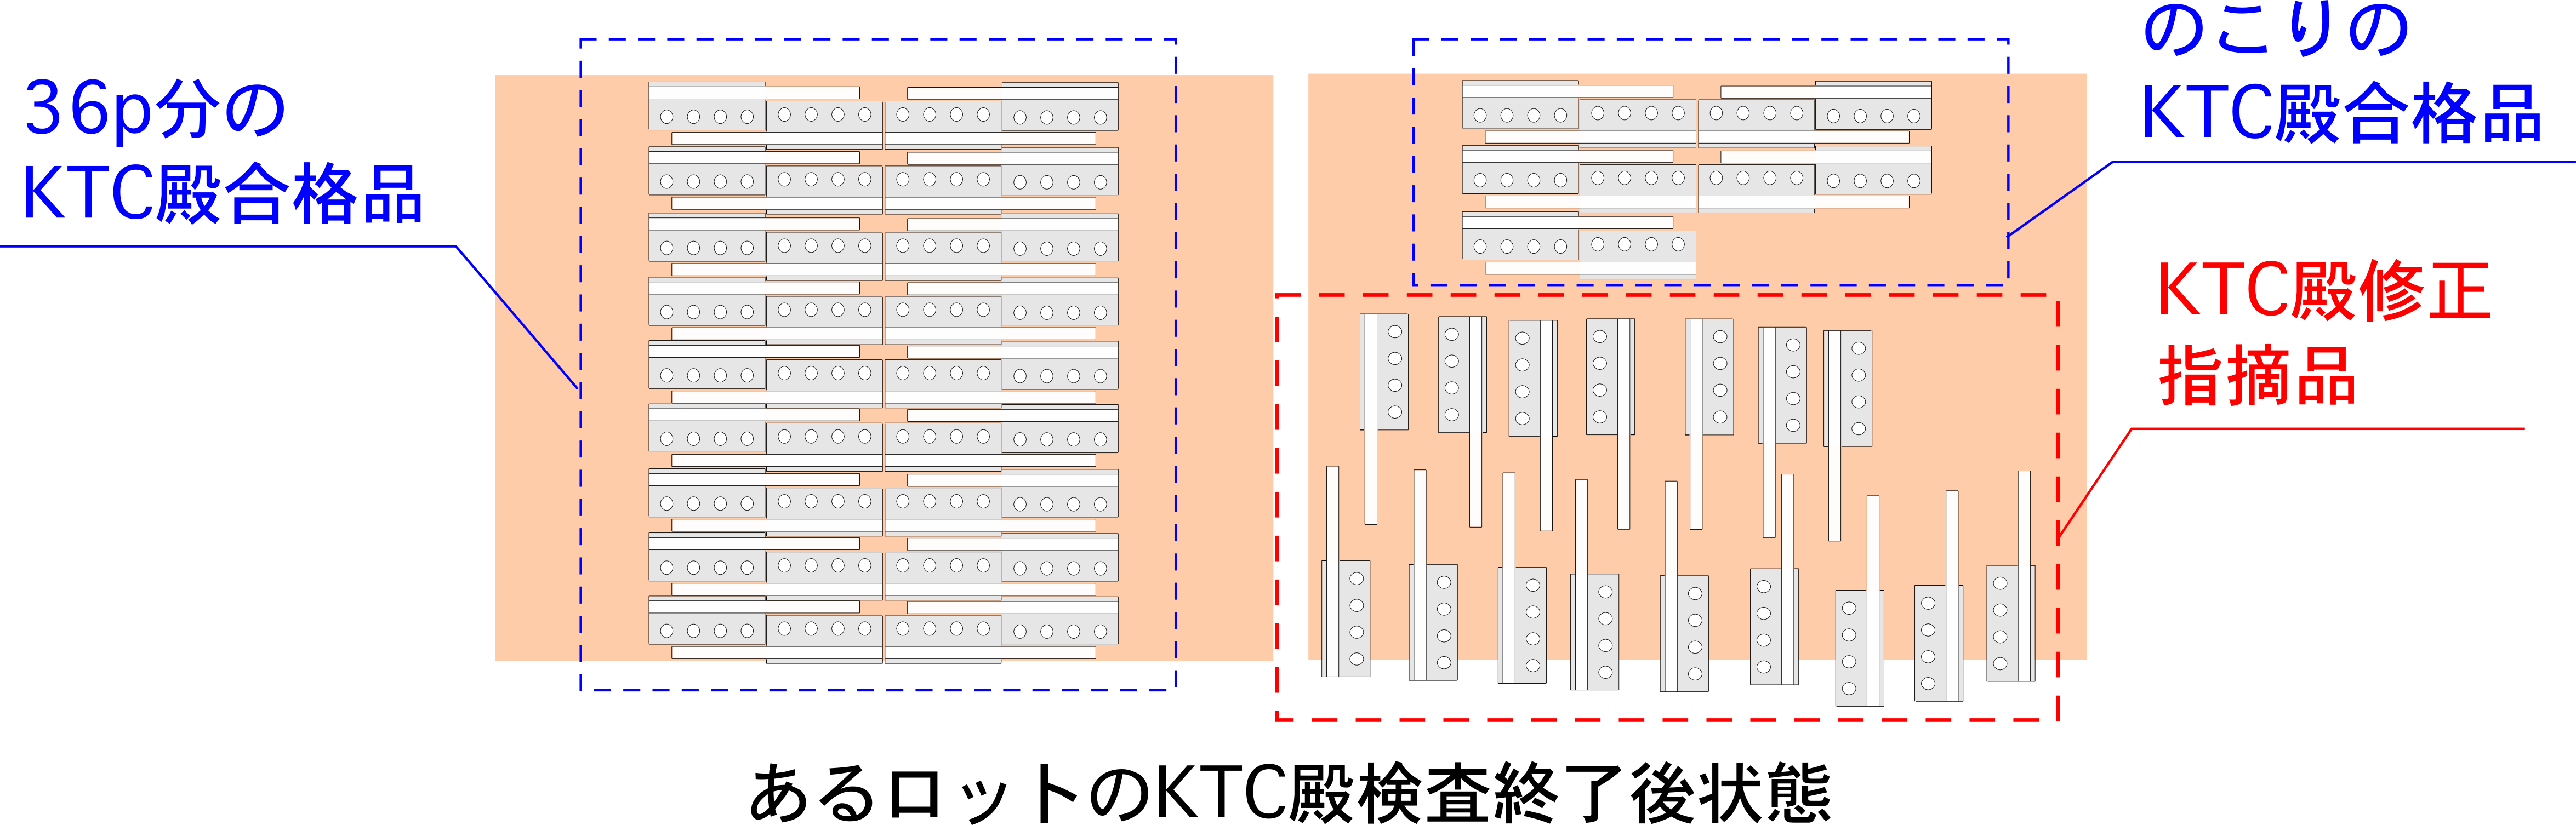 36p分の
KTC殿合格品
のこりの
KTC殿合格品
KTC殿修正
指摘品
あるロットのKTC殿検査終了後状態